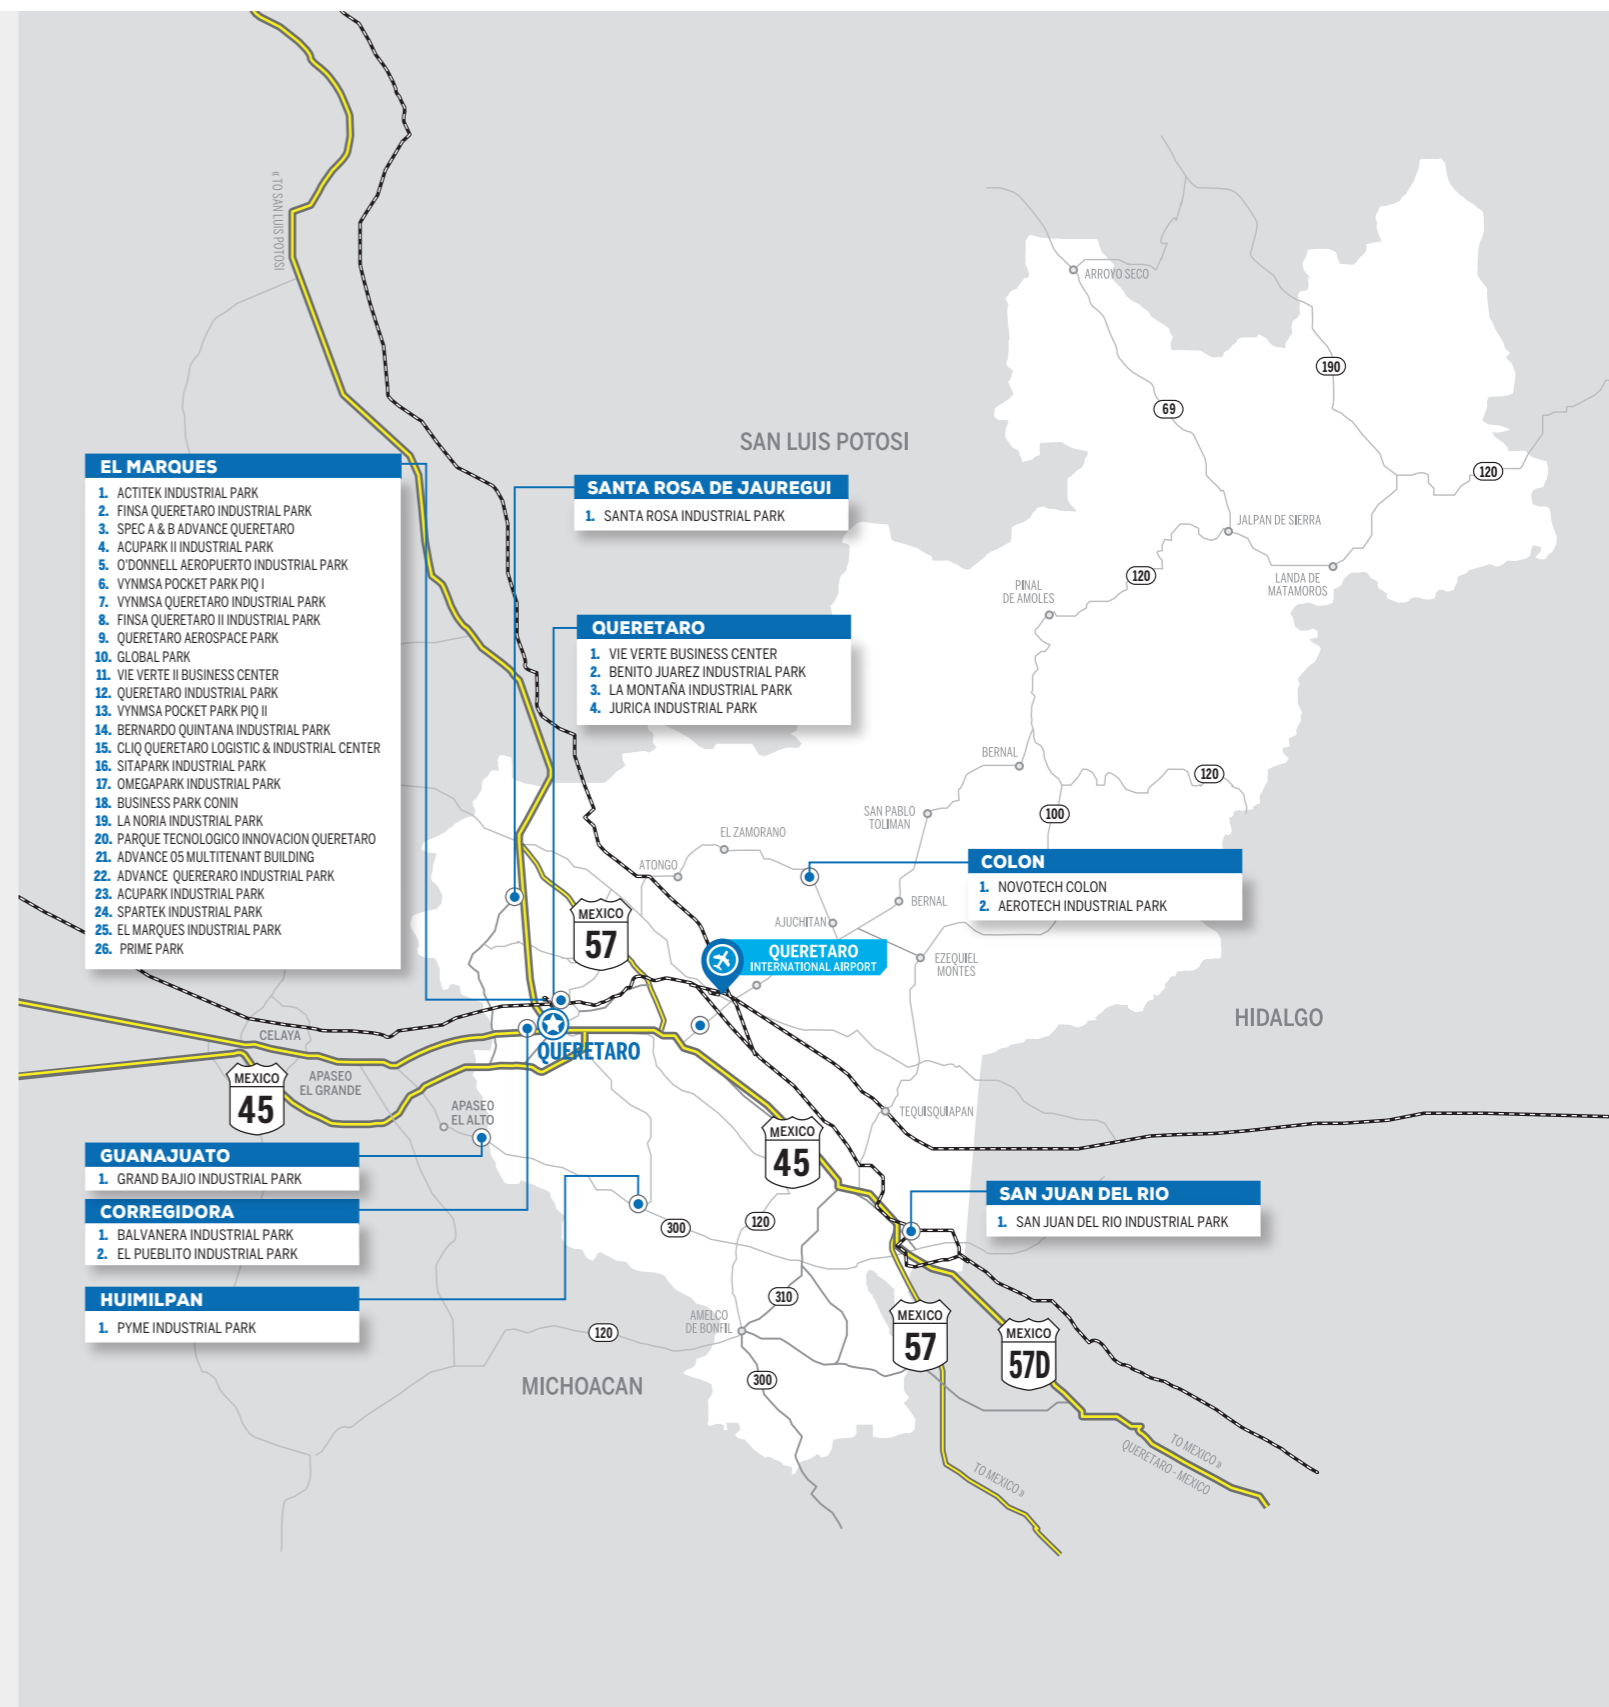 « TO SAN LUIS POTOSI
ARROYO SECO
190
69
SAN LUIS POTOSI
120
EL MARQUES
1. ACTITEK INDUSTRIAL PARK
2. FINSA QUERETARO INDUSTRIAL PARK
3. SPEC A & B ADVANCE QUERETARO
4. ACUPARK II INDUSTRIAL PARK
5. O'DONNELL AEROPUERTO INDUSTRIAL PARK
6. VYNMSA POCKET PARK PIQ I
7. VYNMSA QUERETARO INDUSTRIAL PARK
8. FINSA QUERETARO II INDUSTRIAL PARK
9. QUERETARO AEROSPACE PARK
10. GLOBAL PARK
11. VIE VERTE II BUSINESS CENTER
12. QUERETARO INDUSTRIAL PARK
13. VYNMSA POCKET PARK PIQ II
14. BERNARDO QUINTANA INDUSTRIAL PARK
15. CLIQ QUERETARO LOGISTIC & INDUSTRIAL CENTER
16. SITAPARK INDUSTRIAL PARK
17. OMEGAPARK INDUSTRIAL PARK
18. BUSINESS PARK CONIN
19. LA NORIA INDUSTRIAL PARK
20. PARQUE TECNOLOGICO INNOVACION QUERETARO
21. ADVANCE 05 MULTITENANT BUILDING
22. ADVANCE QUERERARO INDUSTRIAL PARK
23. ACUPARK INDUSTRIAL PARK
24. SPARTEK INDUSTRIAL PARK
25. EL MARQUES INDUSTRIAL PARK
26. PRIME PARK
SANTA ROSA DE JAUREGUI
1. SANTA ROSA INDUSTRIAL PARK
JALPAN DE SIERRA
120
LANDA DE
MATAMOROS
PINAL
DE AMOLES
QUERETARO
1. VIE VERTE BUSINESS CENTER
2. BENITO JUAREZ INDUSTRIAL PARK
3. LA MONTAÑA INDUSTRIAL PARK
4. JURICA INDUSTRIAL PARK
BERNAL
120
100
SAN PABLO
TOLIMAN
EL ZAMORANO
ATONGO
COLON
1. NOVOTECH COLON
2. AEROTECH INDUSTRIAL PARK
BERNAL
AJUCHITAN
MEXICO
57
QUERETARO
INTERNATIONAL AIRPORT
EZEQUIEL
MONTES
HIDALGO
CELAYA
QUERETARO
APASEO
EL GRANDE
MEXICO
45
APASEO
EL ALTO
TEQUISQUIAPAN
MEXICO
45
GUANAJUATO
1. GRAND BAJIO INDUSTRIAL PARK
CORREGIDORA
1. BALVANERA INDUSTRIAL PARK
2. EL PUEBLITO INDUSTRIAL PARK
HUIMILPAN
1. PYME INDUSTRIAL PARK
SAN JUAN DEL RIO
1. SAN JUAN DEL RIO INDUSTRIAL PARK
300
120
310
AMELCO
DE BONFIL
120
MEXICO
57
MEXICO
57D
300
MICHOACAN
TO MEXICO »
QUERETARO - MEXICO
TO MEXICO »